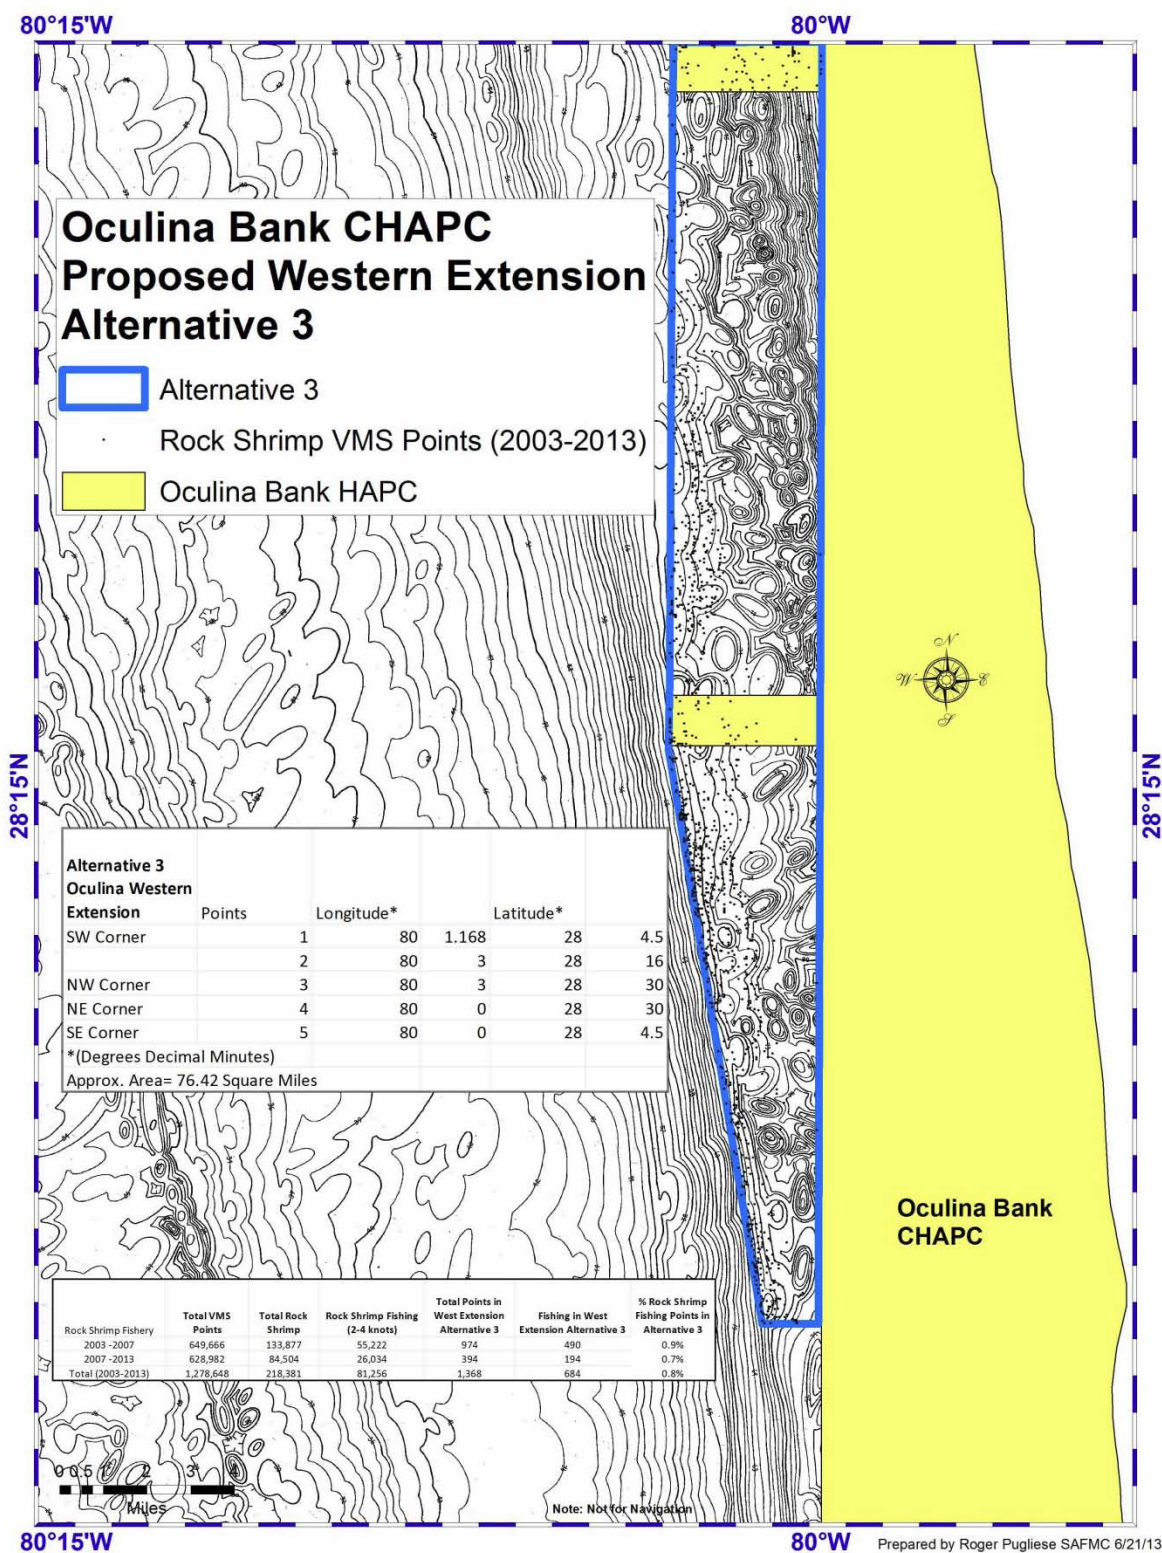 80°15'W 80°W
Oculina Bank CHAPC
Proposed Western Extension
Alternative 3
Alternative 3
Rock Shrimp VMS Points (2003-2013)
Oculina Bank HAPC
N
W E
S
28°15'N 28°15'N
Alternative 3
Oculina Western
Extension Points Longitude* Latitude*
SW Corner 1 80 1.168 28 4.5
2 80 3 28 16
NW Corner 3 80 3 28 30
NE Corner 4 80 0 28 30
SE Corner 5 80 0 28 4.5
*(Degrees Decimal Minutes)
Approx. Area= 76.42 Square Miles
Oculina Bank
CHAPC
Rock Shrimp Fishery Total VMS Points Total Rock Shrimp Rock Shrimp Fishing (2-4 knots) Total Points in West Extension Alternative 3 Fishing in West Extension Alternative 3 % Rock Shrimp Fishing Points in Alternative 3
2003 -2007 649,666 133,877 55,222 974 490 0.9%
2007 -2013 628,982 84,504 26,034 394 194 0.7%
Total (2003-2013) 1,278,648 218,381 81,256 1,368 684 0.8%
0 0.5 1 2 3 4
Miles
Note: Not for Navigation
80°15'W 80°W
Prepared by Roger Pugliese SAFMC 6/21/13